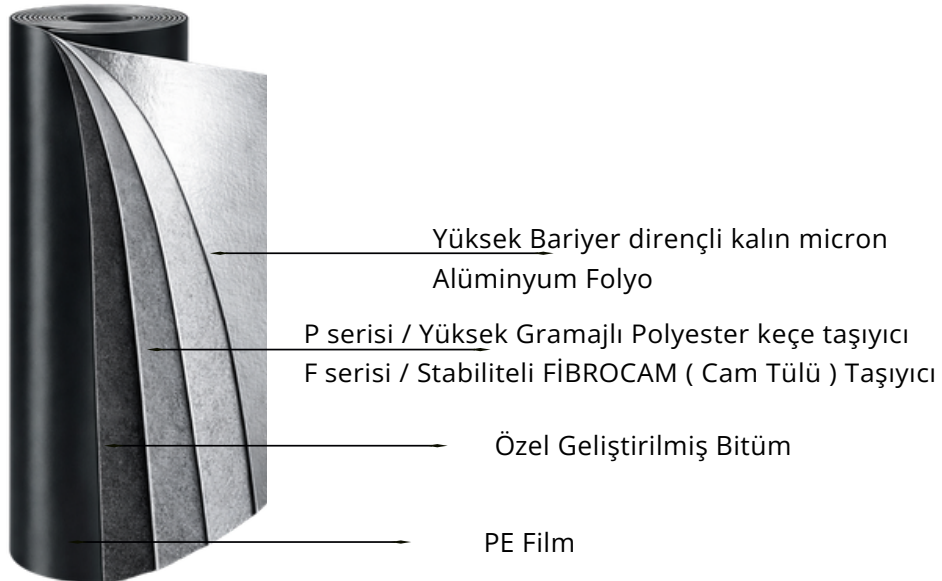 Yüksek Bariyer dirençli kalın micron
Alüminyum Folyo
P serisi / Yüksek Gramajlı Polyester keçe taşıyıcı
F serisi / Stabiliteli FİBROCAM ( Cam Tülü ) Taşıyıcı
Özel Geliştirilmiş Bitüm
PE Film